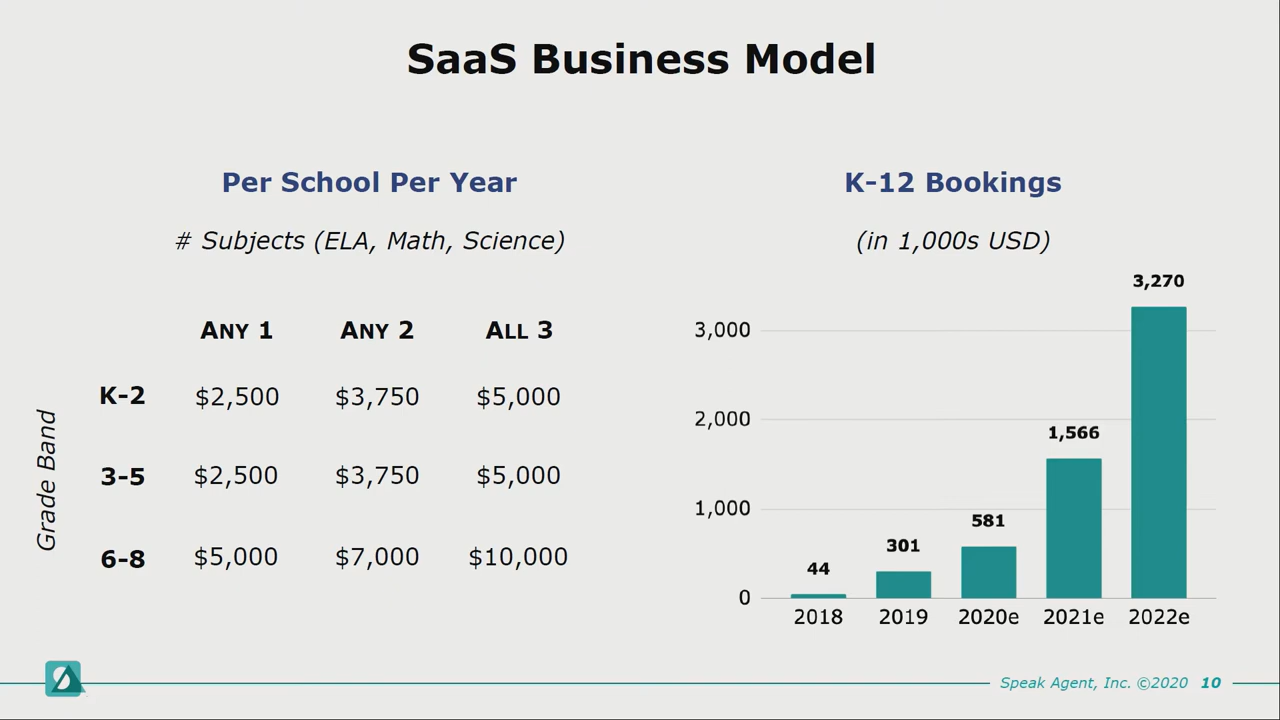 SaaS Business Model
Per School Per Year
# Subjects (ELA, Math, Science)
ANY 1 ANY 2 ALL 3
Grade Band
K-2 $2,500 $3,750 $5,000
3-5 $2,500 $3,750 $5,000
6-8 $5,000 $7,000 $10,000
K-12 Bookings
(in 1,000s USD)
3,270
3,000
2,000
1,566
1,000
581
301
44
0
2018 2019 2020e 2021e 2022e
Speak Agent, Inc. ©2020 10